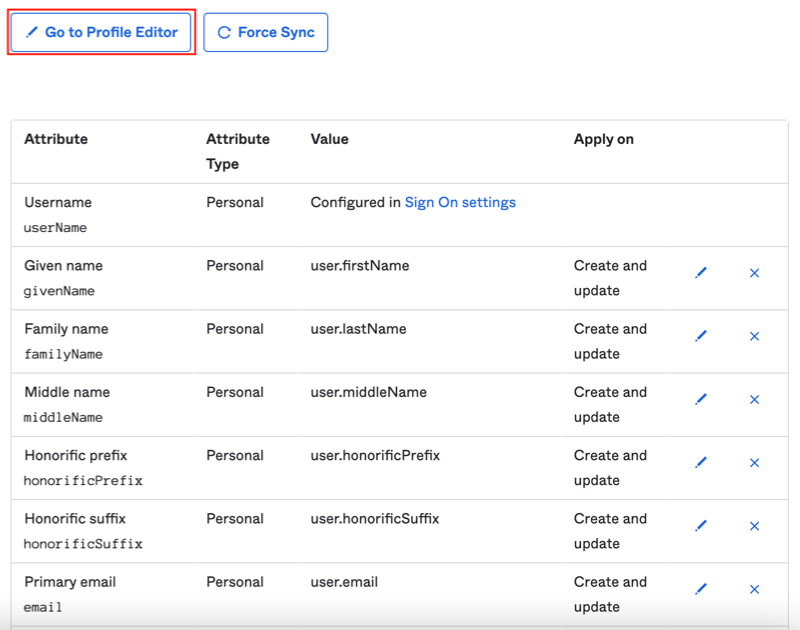 Go to Profile Editor Force Sync
Attribute Attribute Type Value Apply on
Username Personal Configured in Sign On settings
userName
Given name Personal user.firstName Create and update
givenName
Family name Personal user.lastName Create and update
familyName
Middle name Personal user.middleName Create and update
middleName
Honorific prefix Personal user.honorificPrefix Create and update
honorificPrefix
Honorific suffix Personal user.honorificSuffix Create and update
honorificSuffix
Primary email Personal user.email Create and update
email